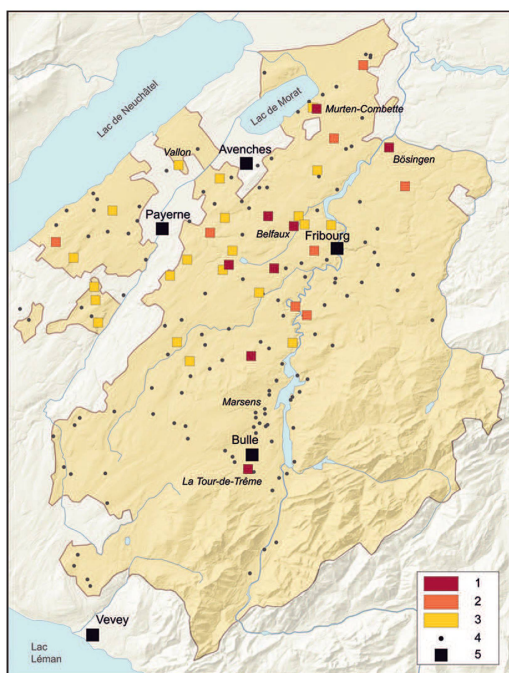 Lac de Neuchâtel
Lac de Morat
Murten-Combette
Vallon
Avenches
Bösingen
Payerne
Belfaux
Fribourg
Marsens
Bulle
La Tour-de-Trême
Vevey
Lac
Léman
1
2
3
4
5